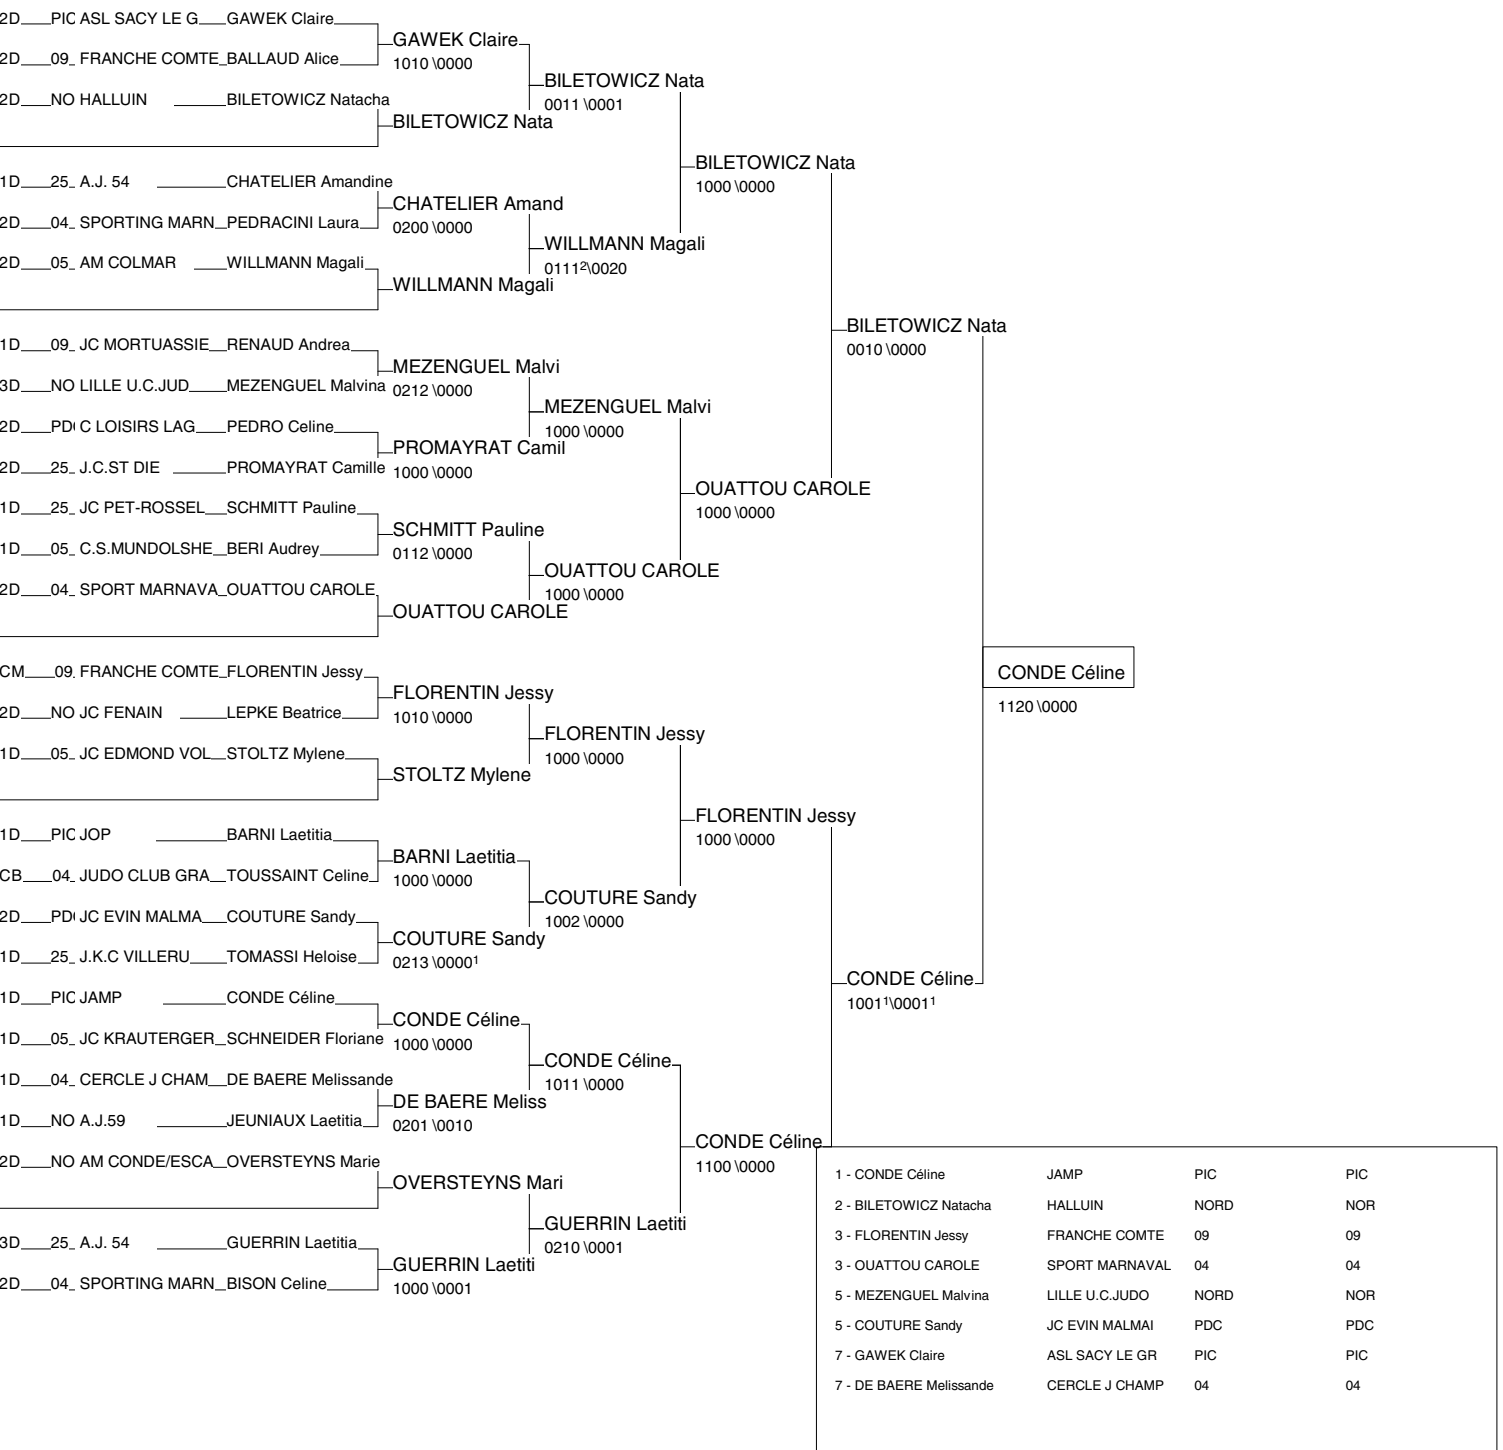 2D PIC ASL SACY LE G GAWEK Claire
GAWEK Claire
2D 09 FRANCHE COMTE BALLAUD Alice
1010 \0000
BILETOWICZ Nata
2D NO HALLUIN BILETOWICZ Natacha
0011 \0001
BILETOWICZ Nata
BILETOWICZ Nata
1D 25 A.J. 54 CHATELIER Amandine
1000 \0000
CHATELIER Amand
2D 04 SPORTING MARN PEDRACINI Laura
0200 \0000
WILLMANN Magali
2D 05 AM COLMAR WILLMANN Magali
0111²\0020
WILLMANN Magali
BILETOWICZ Nata
1D 09 JC MORTUASSIE RENAUD Andrea
0010 \0000
MEZENGUEL Malvi
3D NO LILLE U.C.JUD MEZENGUEL Malvina
0212 \0000
MEZENGUEL Malvi
2D PD C LOISIRS LAG PEDRO Celine
1000 \0000
PROMAYRAT Camil
2D 25 J.C.ST DIE PROMAYRAT Camille
1000 \0000
OUATTOU CAROLE
1D 25 JC PET-ROSSEL SCHMITT Pauline
1000 \0000
SCHMITT Pauline
1D 05 C.S.MUNDOLSHE BERI Audrey
0112 \0000
OUATTOU CAROLE
2D 04 SPORT MARNAVA OUATTOU CAROLE
1000 \0000
OUATTOU CAROLE
CM 09 FRANCHE COMTE FLORENTIN Jessy
CONDE Céline
FLORENTIN Jessy
2D NO JC FENAIN LEPKE Beatrice
1120 \0000
1010 \0000
FLORENTIN Jessy
1D 05 JC EDMOND VOL STOLTZ Mylene
1000 \0000
STOLTZ Mylene
FLORENTIN Jessy
1D PIC JOP BARNI Laetitia
1000 \0000
BARNI Laetitia
CB 04 JUDO CLUB GRA TOUSSAINT Celine
1000 \0000
COUTURE Sandy
2D PD JC EVIN MALMA COUTURE Sandy
1002 \0000
COUTURE Sandy
1D 25 J.K.C VILLERU TOMASSI Heloise
0213 \0000¹
CONDE Céline
1D PIC JAMP CONDE Céline
1001¹\0001¹
CONDE Céline
1D 05 JC KRAUTERGER SCHNEIDER Floriane
1000 \0000
CONDE Céline
1D 04 CERCLE J CHAM DE BAERE Melissande
1011 \0000
DE BAERE Meliss
1D NO A.J.59 JEUNIAUX Laetitia
0201 \0010
CONDE Céline
2D NO AM CONDE/ESCA OVERSTEYNS Marie
1100 \0000
OVERSTEYNS Mari
GUERRIN Laetiti
3D 25 A.J. 54 GUERRIN Laetitia
0210 \0001
GUERRIN Laetiti
2D 04 SPORTING MARN BISON Celine
1000 \0001
1 - CONDE Céline JAMP PIC PIC
2 - BILETOWICZ Natacha HALLUIN NORD NOR
3 - FLORENTIN Jessy FRANCHE COMTE 09 09
3 - OUATTOU CAROLE SPORT MARNAVAL 04 04
5 - MEZENGUEL Malvina LILLE U.C.JUDO NORD NOR
5 - COUTURE Sandy JC EVIN MALMAI PDC PDC
7 - GAWEK Claire ASL SACY LE GR PIC PIC
7 - DE BAERE Melissande CERCLE J CHAMP 04 04